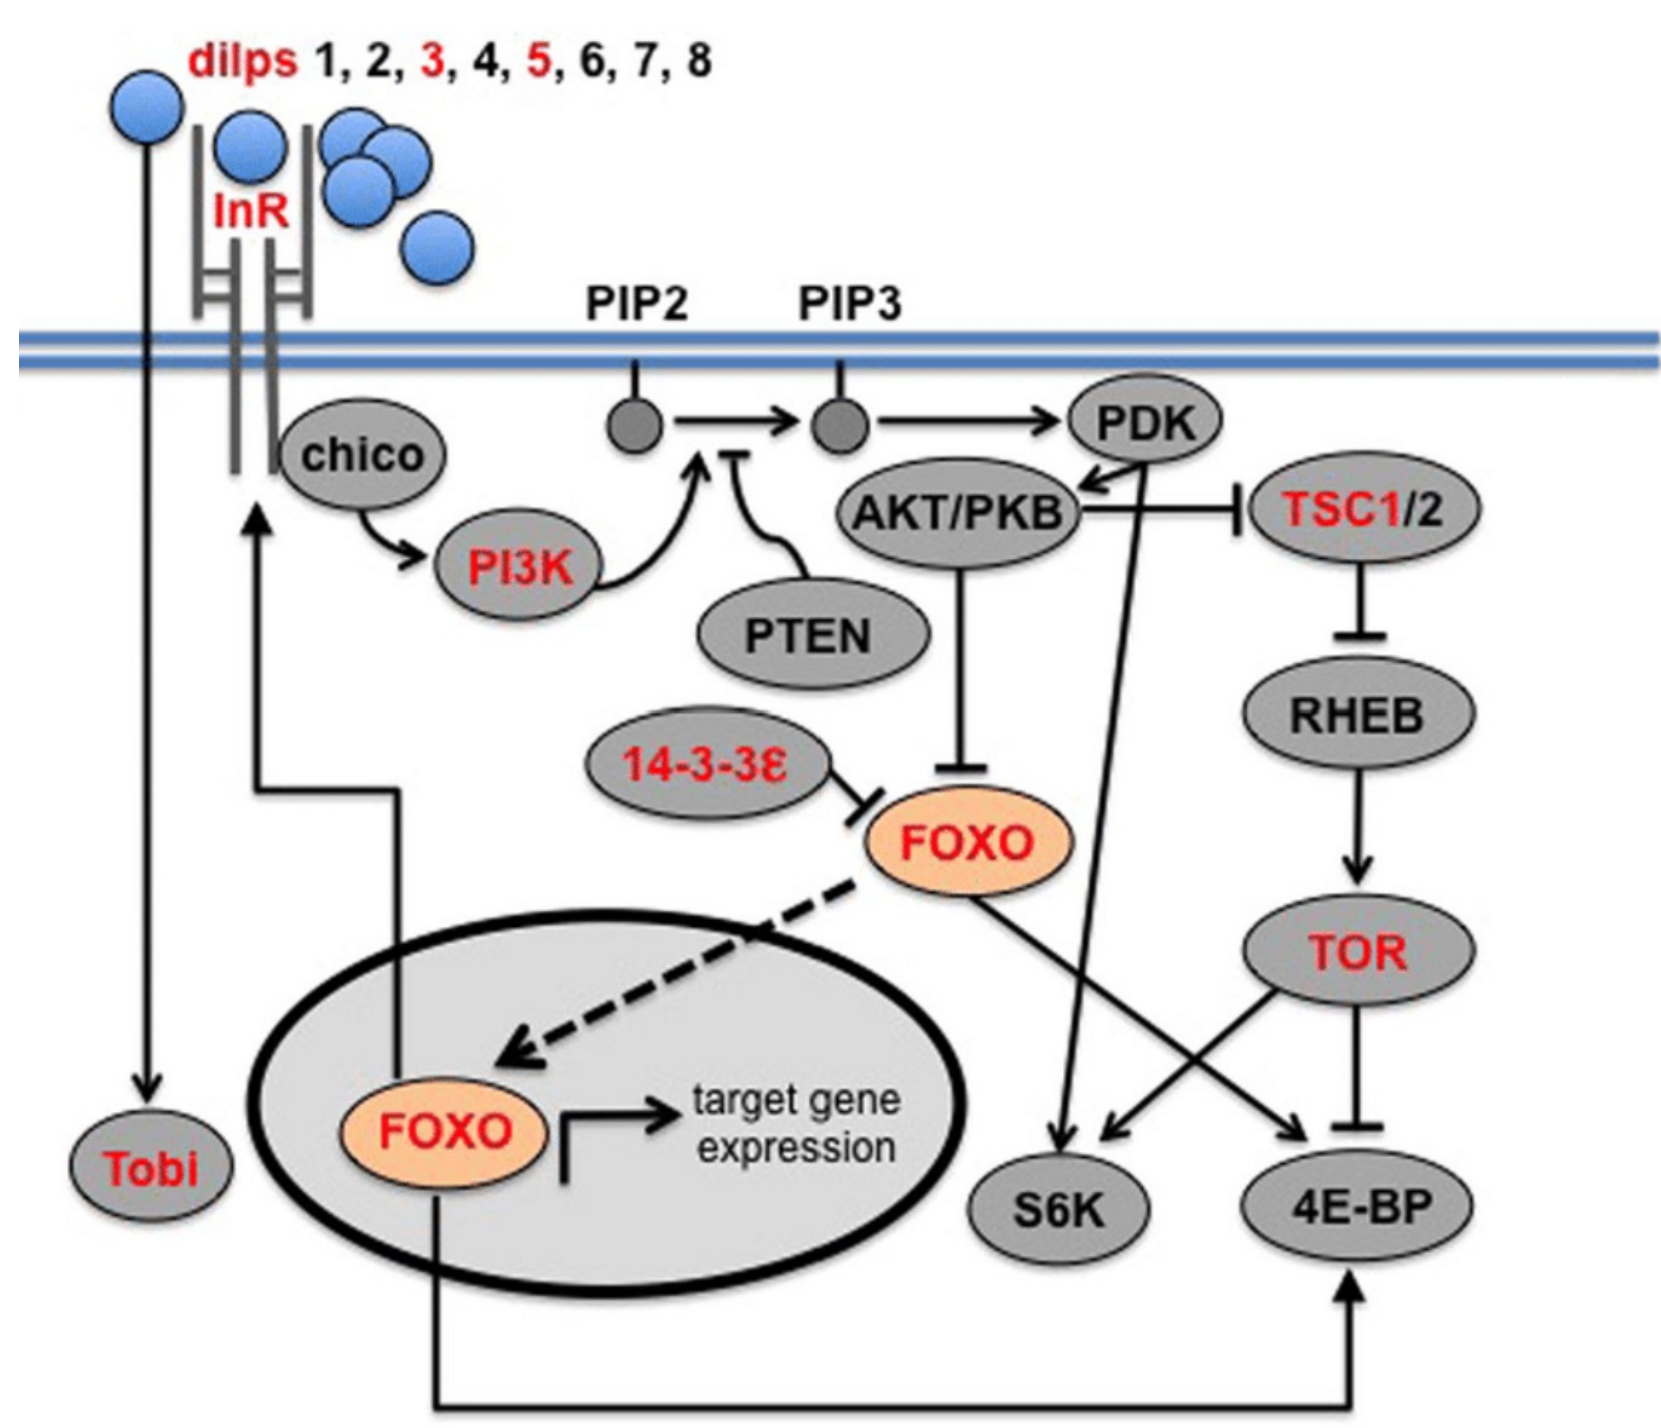 dilps 1, 2, 3, 4, 5, 6, 7, 8
InR
PIP2
PIP3
chico
PDK
AKT/PKB
TSC1/2
PI3K
PTEN
RHEB
14-3-3ε
FOXO
TOR
FOXO
target gene
expression
Tobi
S6K
4E-BP